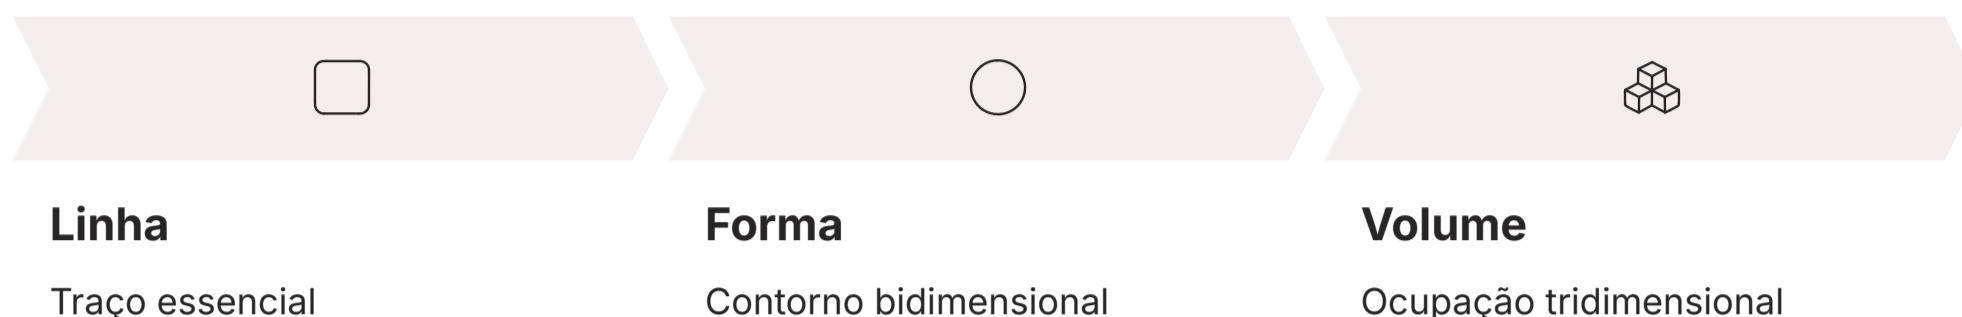 Linha
Traço essencial
Forma
Contorno bidimensional
Volume
Ocupação tridimensional